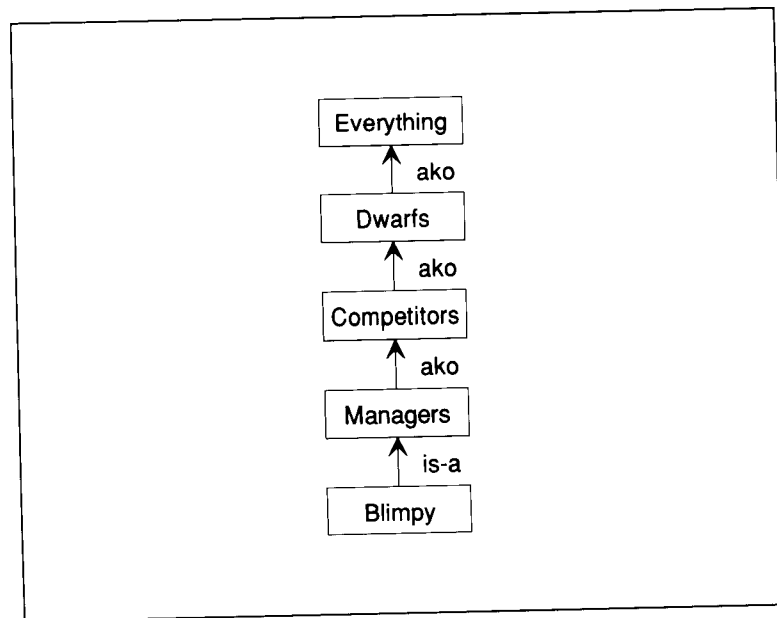 Everything
ako
Dwarfs
ako
Competitors
ako
Managers
is-a
Blimpy